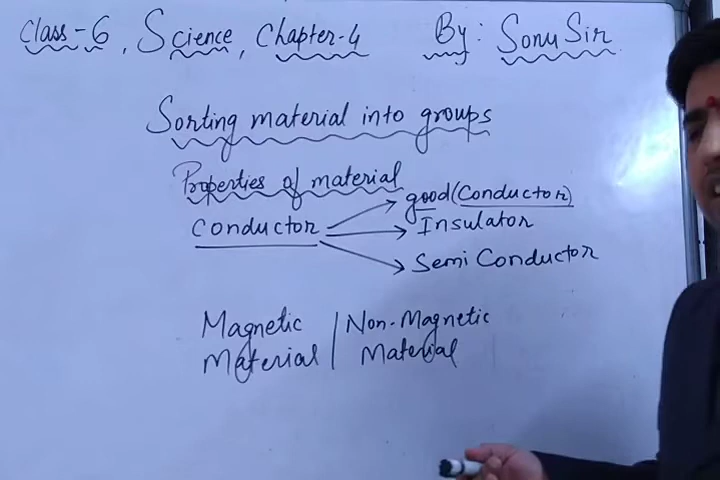 Class-6, Science, Chapter-4 By: Sonu Sir
Sorting material into groups
Properties of material
Conductor
good (Conductor)
Insulator
Semi Conductor
Magnetic Material / Non-Magnetic Material